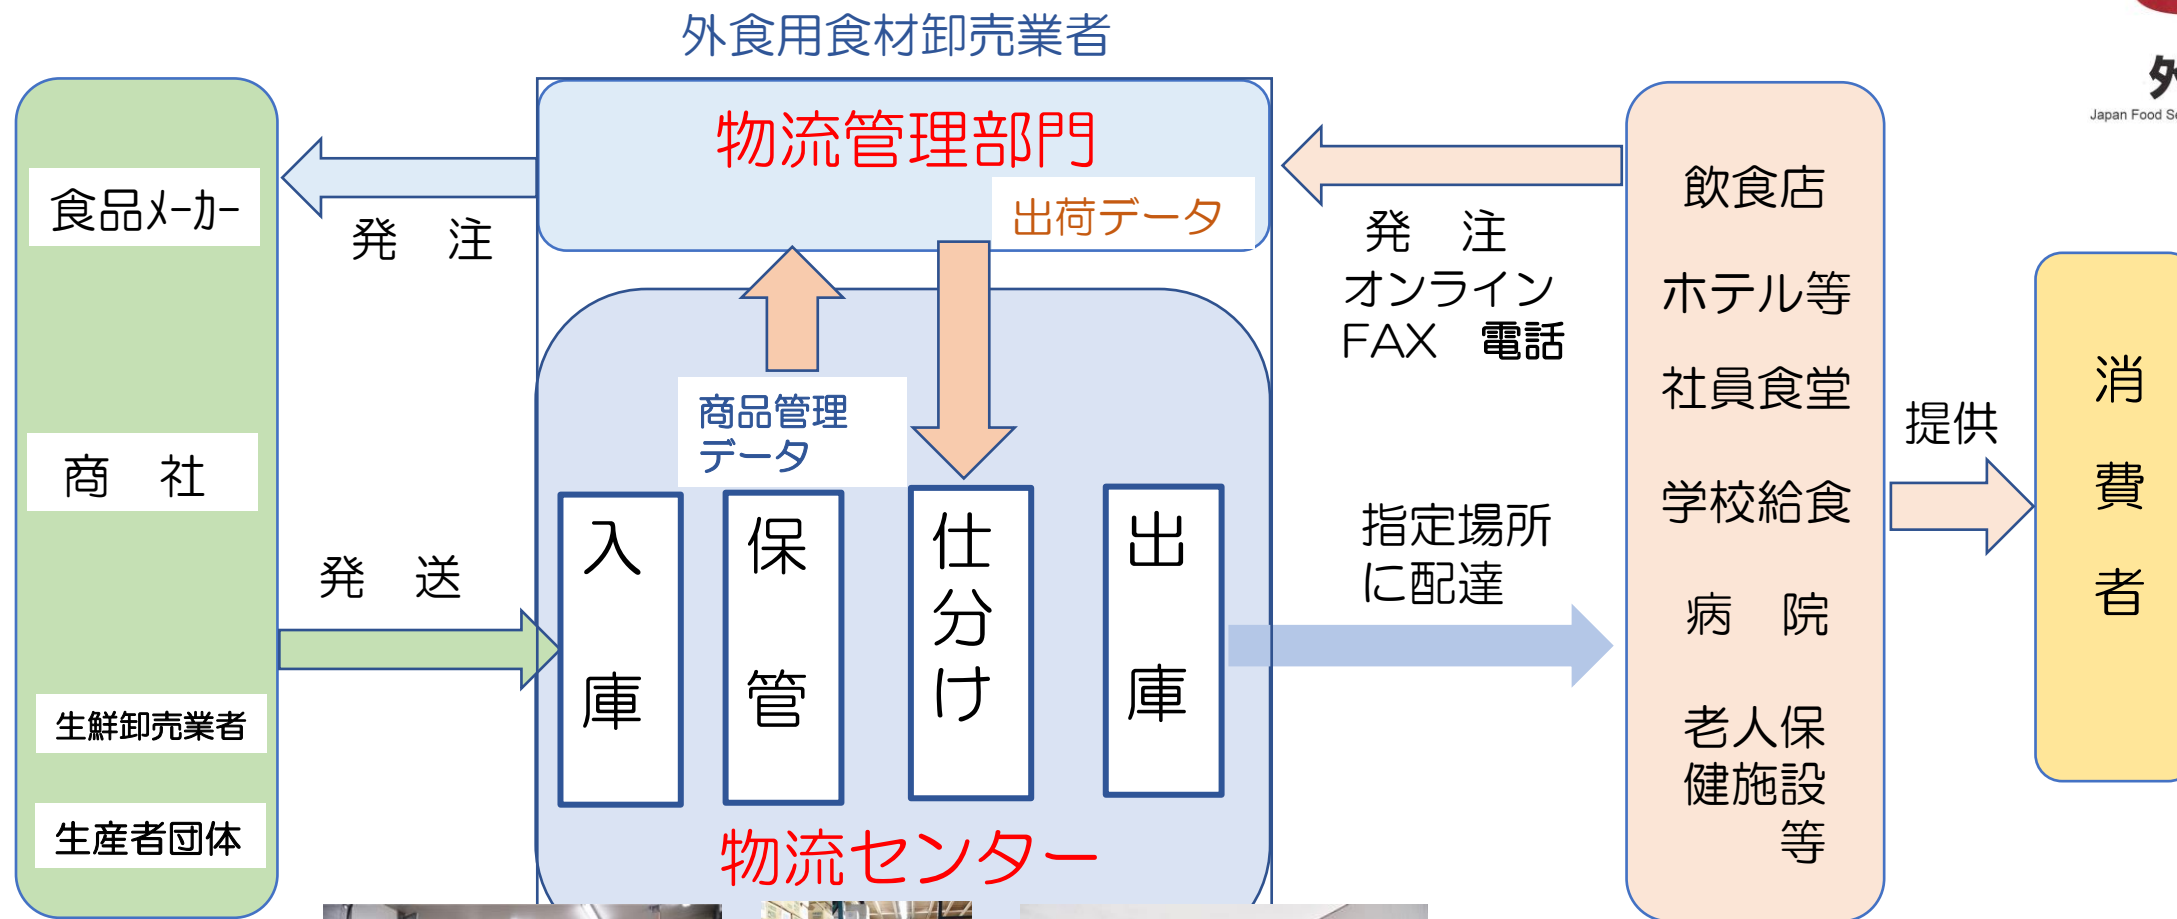 外食用食材卸売業者
物流管理部門
出荷データ
食品メーカー
商　社
生鮮卸売業者
生産者団体
発　注
発　送
商品管理
データ
入庫
保管
仕分け
出庫
物流センター
発　注
オンライン
FAX　電話
指定場所
に配達
飲食店
ホテル等
社員食堂
学校給食
病　院
老人保
健施設
等
提供
消費者
外
Japan Food Se